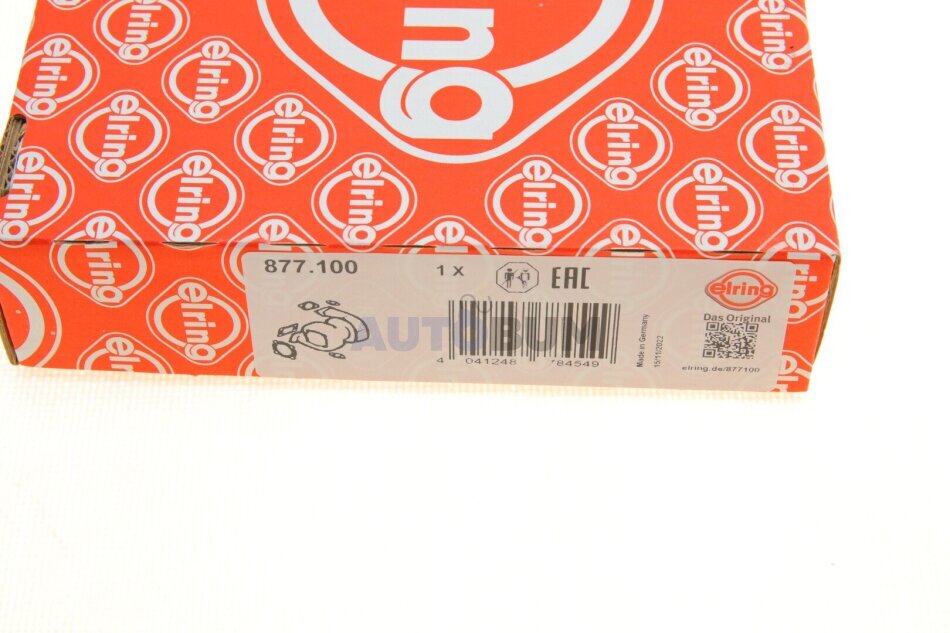 elring
877.100
1 x
EAC
elring
Das Original
elring.de/877100
AUTOBUM
4 041248 784549
Made in Germany
15/11/2022